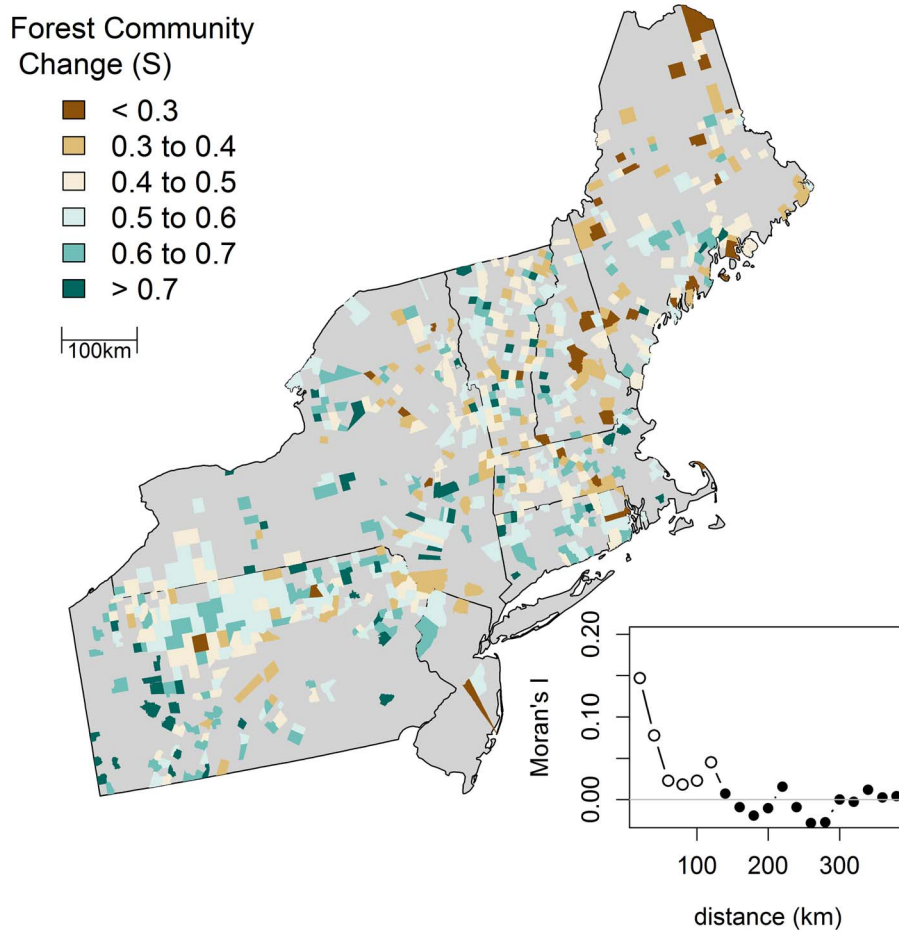 Forest Community
Change (S)
< 0.3
0.3 to 0.4
0.4 to 0.5
0.5 to 0.6
0.6 to 0.7
> 0.7
100km
Moran's I
0.20
0.10
0.00
100
200
300
distance (km)